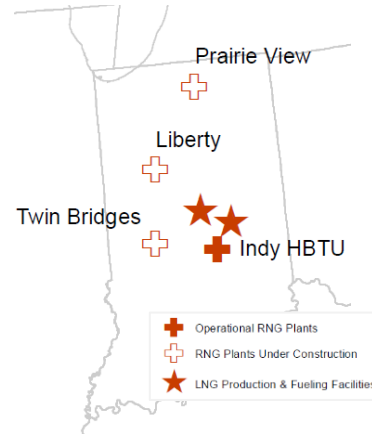 Prairie View
Liberty
Twin Bridges
Indy HBTU
Operational RNG Plants
RNG Plants Under Construction
LNG Production & Fueling Facilities